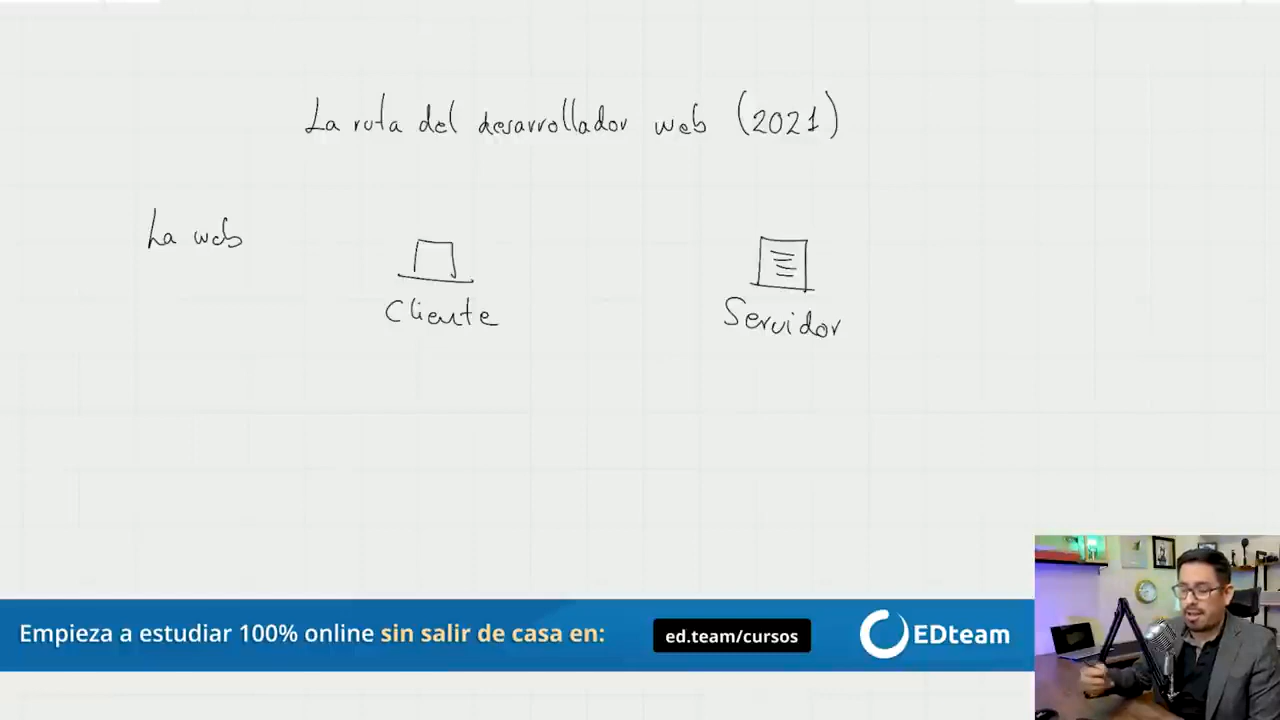 La ruta del desarrollador web (2021)
La web
Cliente
Servidor
Empieza a estudiar 100% online sin salir de casa en:
ed.team/cursos
EDteam